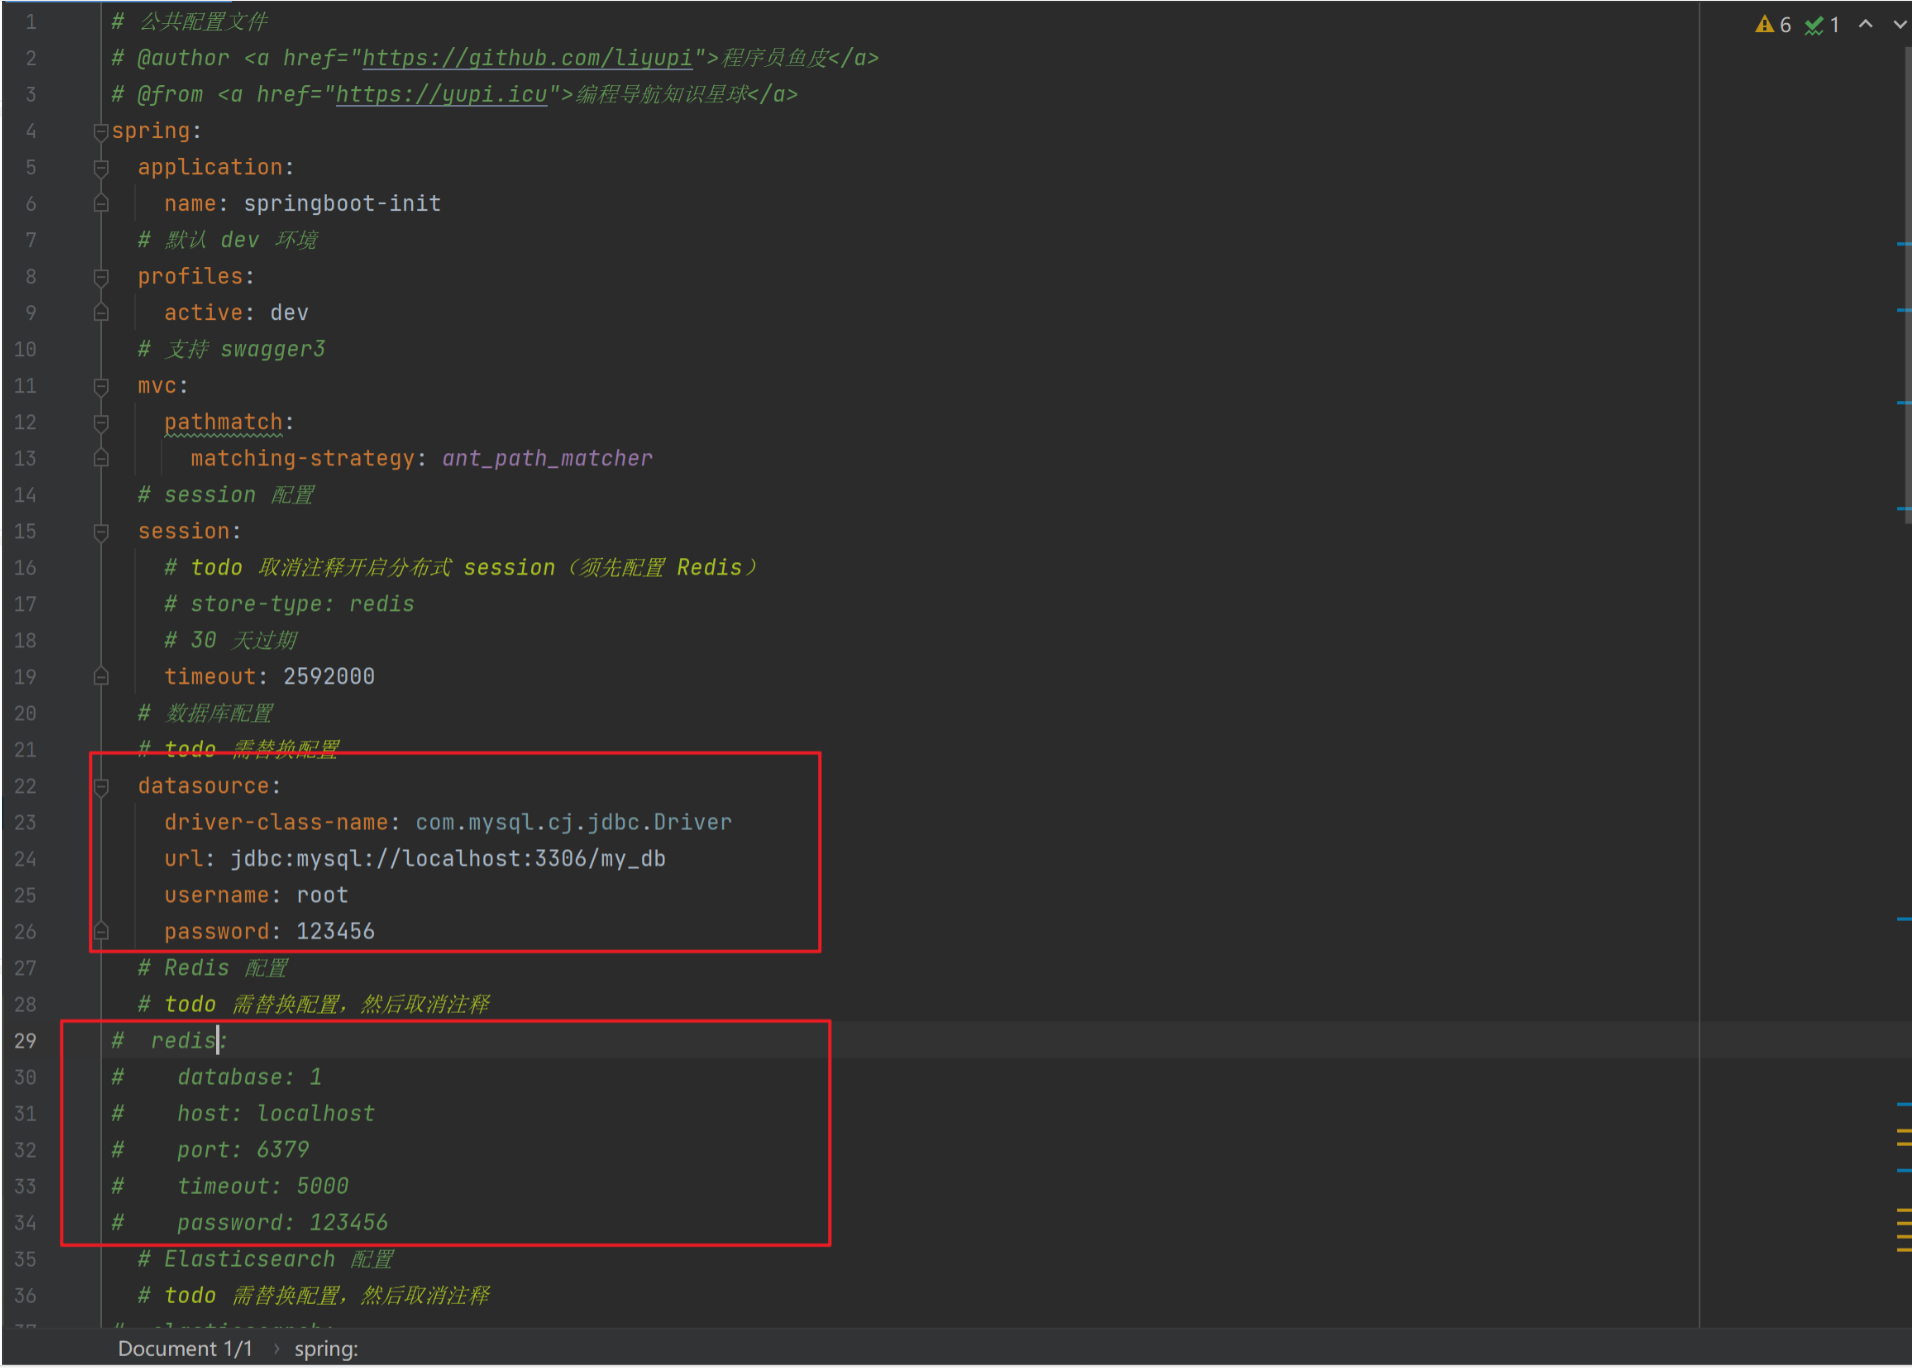 1 # 公共配置文件
2 # @author <a href="https://github.com/liyupi">程序员鱼皮</a>
3 # @from <a href="https://yupi.icu">编程导航知识星球</a>
4 spring:
5 application:
6 name: springboot-init
7 # 默认 dev 环境
8 profiles:
9 active: dev
10 # 支持 swagger3
11 mvc:
12 pathmatch:
13 matching-strategy: ant_path_matcher
14 # session 配置
15 session:
16 # todo 取消注释开启分布式 session（须先配置 Redis）
17 # store-type: redis
18 # 30 天过期
19 timeout: 2592000
20 # 数据库配置
21 # todo 需替换配置
22 datasource:
23 driver-class-name: com.mysql.cj.jdbc.Driver
24 url: jdbc:mysql://localhost:3306/my_db
25 username: root
26 password: 123456
27 # Redis 配置
28 # todo 需替换配置，然后取消注释
29 # redis:
30 # database: 1
31 # host: localhost
32 # port: 6379
33 # timeout: 5000
34 # password: 123456
35 # Elasticsearch 配置
36 # todo 需替换配置，然后取消注释
37 # elasticsearch:
6 1
Document 1/1 › spring: